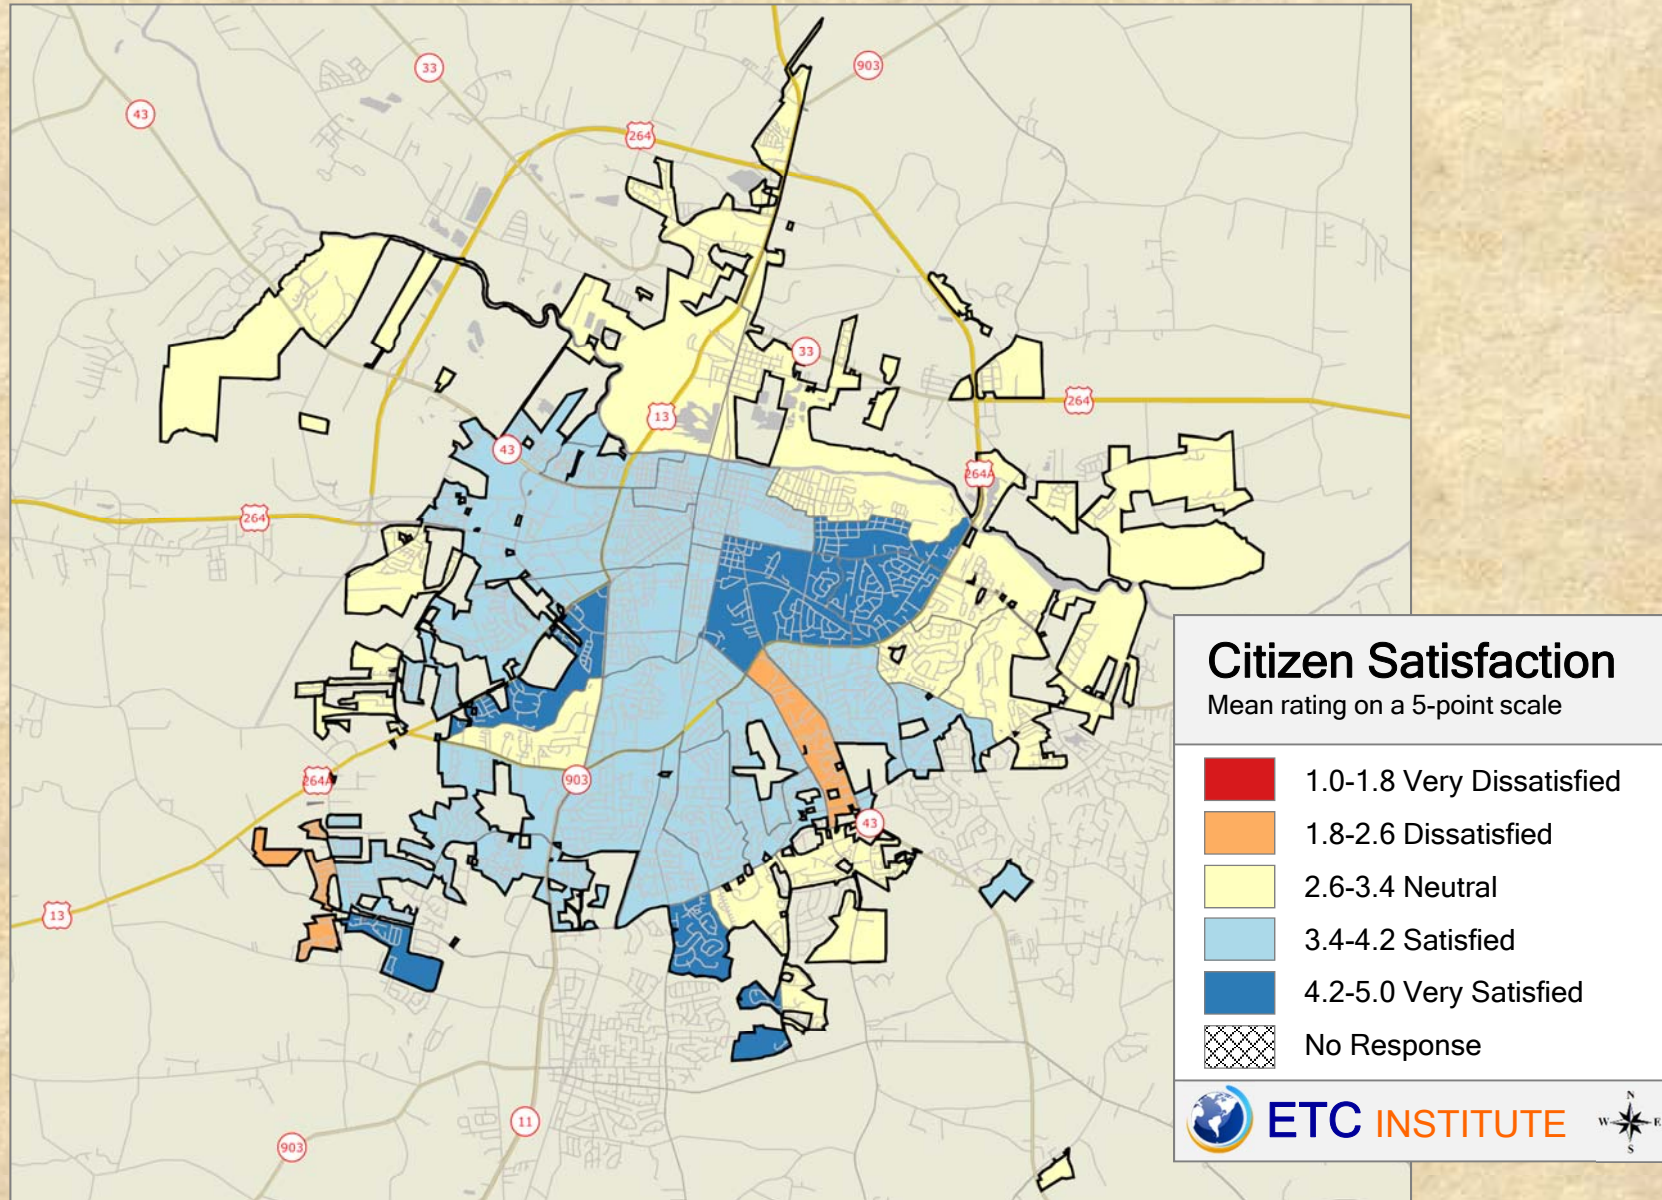 33
903
43
264
33
264
13
43
264A
264
903
264A
43
13
11
903
Citizen Satisfaction
Mean rating on a 5-point scale
1.0-1.8 Very Dissatisfied
1.8-2.6 Dissatisfied
2.6-3.4 Neutral
3.4-4.2 Satisfied
4.2-5.0 Very Satisfied
No Response
ETC INSTITUTE
N
W E
S